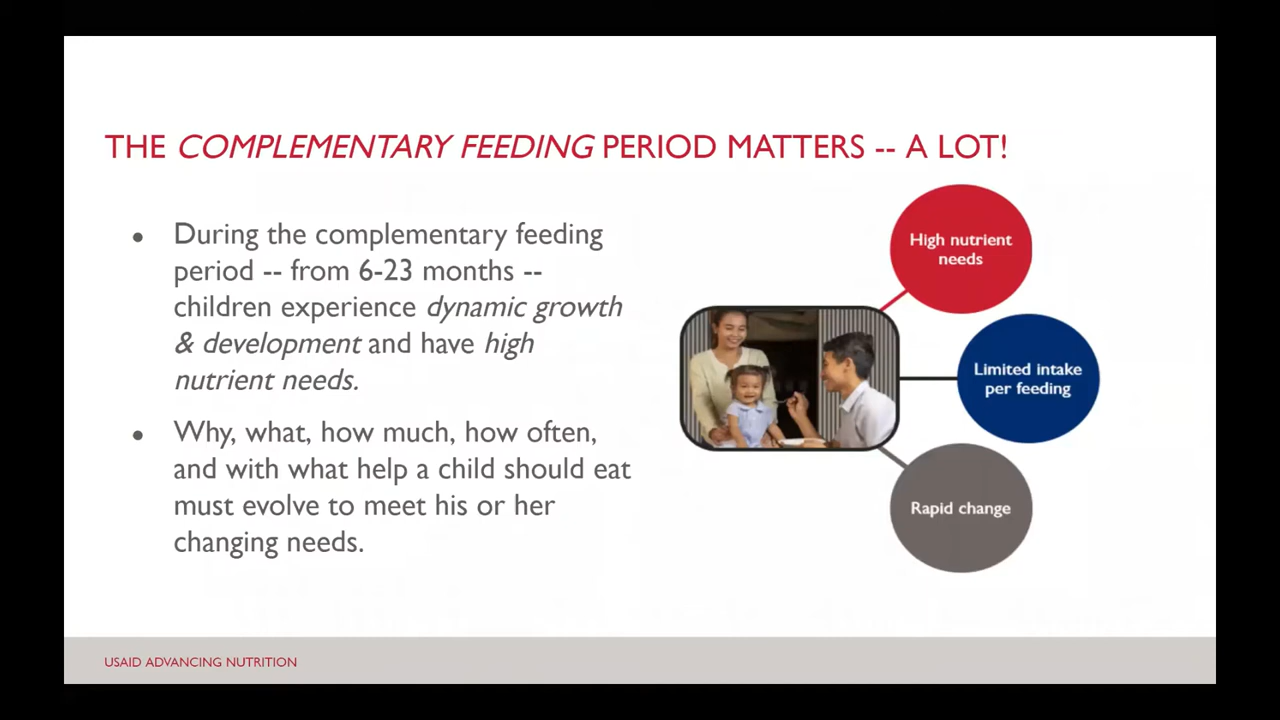 THE COMPLEMENTARY FEEDING PERIOD MATTERS -- A LOT!
• During the complementary feeding
period -- from 6-23 months --
children experience dynamic growth
& development and have high
nutrient needs.
• Why, what, how much, how often,
and with what help a child should eat
must evolve to meet his or her
changing needs.
High nutrient
needs
Limited intake
per feeding
Rapid change
USAID ADVANCING NUTRITION